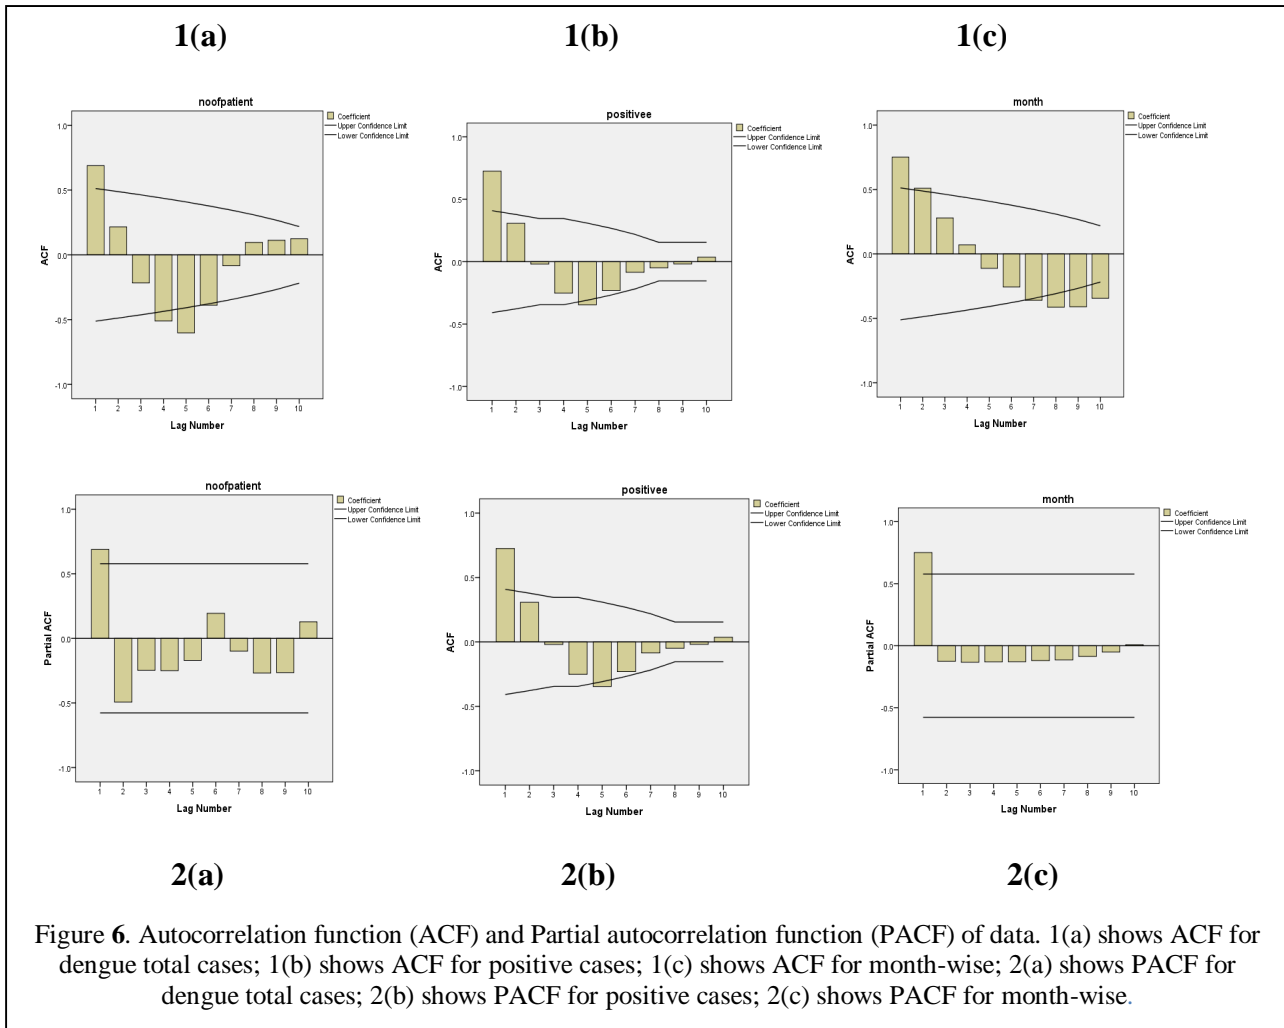 1(a)
1(b)
1(c)
noofpatient
Coefficient
Upper Confidence Limit
Lower Confidence Limit
1.0
0.5
0.0
-0.5
-1.0
ACF
1 2 3 4 5 6 7 8 9 10
Lag Number
positivee
Coefficient
Upper Confidence Limit
Lower Confidence Limit
1.0
0.5
0.0
-0.5
-1.0
ACF
1 2 3 4 5 6 7 8 9 10
Lag Number
month
Coefficient
Upper Confidence Limit
Lower Confidence Limit
1.0
0.5
0.0
-0.5
-1.0
ACF
1 2 3 4 5 6 7 8 9 10
Lag Number
noofpatient
Coefficient
Upper Confidence Limit
Lower Confidence Limit
1.0
0.5
0.0
-0.5
-1.0
Partial ACF
1 2 3 4 5 6 7 8 9 10
Lag Number
positivee
Coefficient
Upper Confidence Limit
Lower Confidence Limit
1.0
0.5
0.0
-0.5
-1.0
ACF
1 2 3 4 5 6 7 8 9 10
Lag Number
month
Coefficient
Upper Confidence Limit
Lower Confidence Limit
1.0
0.5
0.0
-0.5
-1.0
Partial ACF
1 2 3 4 5 6 7 8 9 10
Lag Number
2(a)
2(b)
2(c)
Figure 6. Autocorrelation function (ACF) and Partial autocorrelation function (PACF) of data. 1(a) shows ACF for
dengue total cases; 1(b) shows ACF for positive cases; 1(c) shows ACF for month-wise; 2(a) shows PACF for
dengue total cases; 2(b) shows PACF for positive cases; 2(c) shows PACF for month-wise.